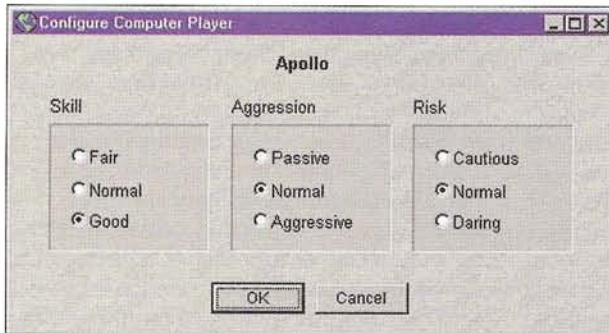 Configure Computer Player
Apollo
Skill
Aggression
Risk
Fair
Passive
Cautious
Normal
Normal
Normal
Good
Aggressive
Daring
OK
Cancel